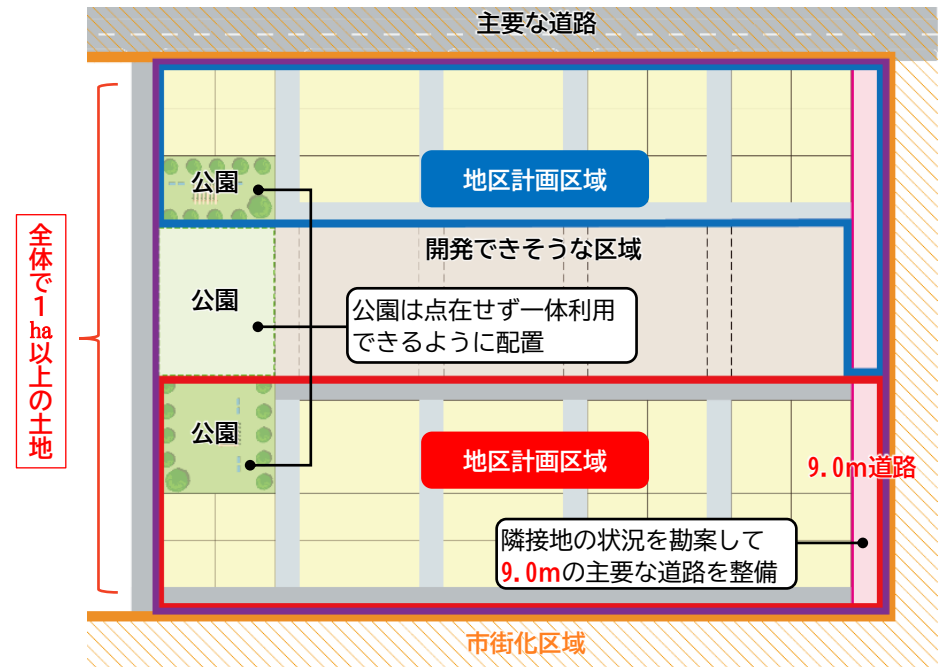 主要な道路
公園
地区計画区域
開発できそうな区域
公園
公園は点在せず一体利用
できるように配置
全体で1ha以上の土地
公園
地区計画区域
9.0m道路
隣接地の状況を勘案して
9.0mの主要な道路を整備
市街化区域